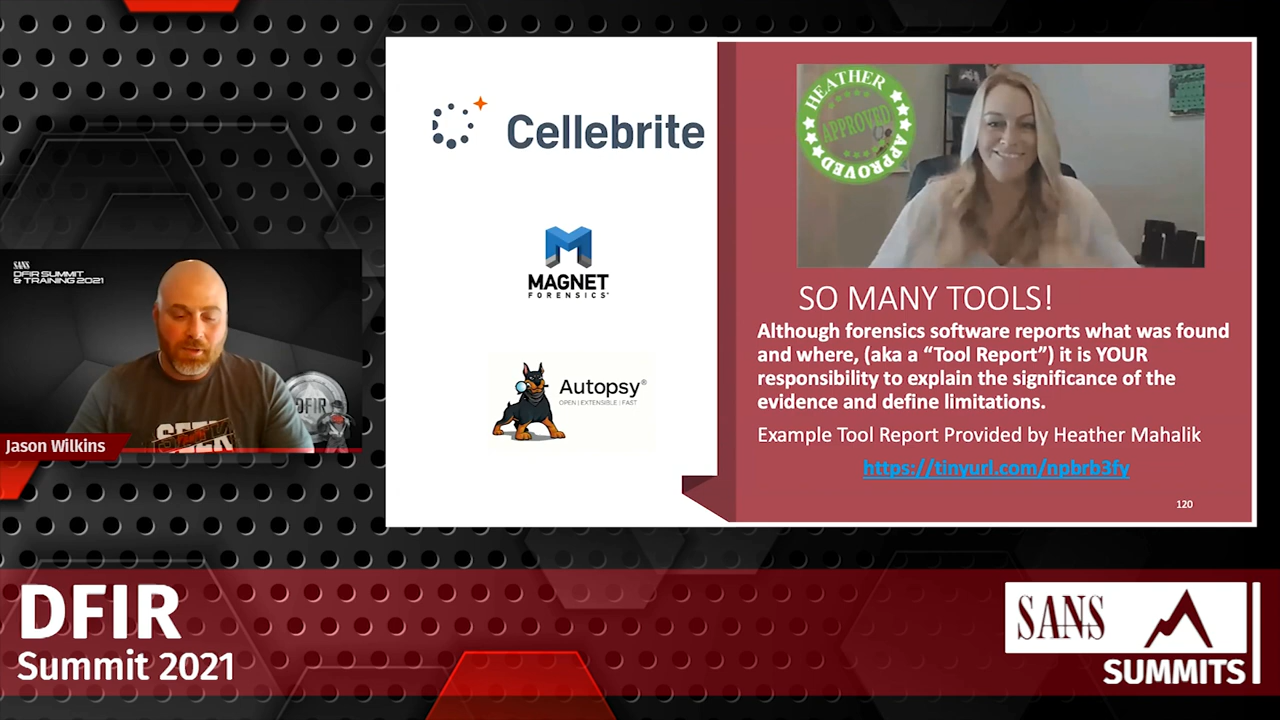 SANS
DFIR SUMMIT
& TRAINING 2021
DFIR
Jason Wilkins
Cellebrite
MAGNET
FORENSICS®
Autopsy®
OPEN | EXTENSIBLE | FAST
HEATHER
APPROVED
APPROVED
SO MANY TOOLS!
Although forensics software reports what was found
and where, (aka a “Tool Report”) it is YOUR
responsibility to explain the significance of the
evidence and define limitations.
Example Tool Report Provided by Heather Mahalik
https://tinyurl.com/npbrb3fy
120
DFIR
Summit 2021
SANS
SUMMITS